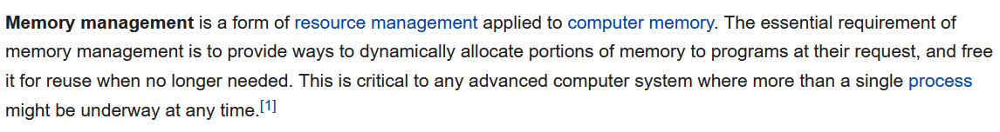 Memory management is a form of resource management applied to computer memory. The essential requirement of
memory management is to provide ways to dynamically allocate portions of memory to programs at their request, and free
it for reuse when no longer needed. This is critical to any advanced computer system where more than a single process
might be underway at any time.[1]